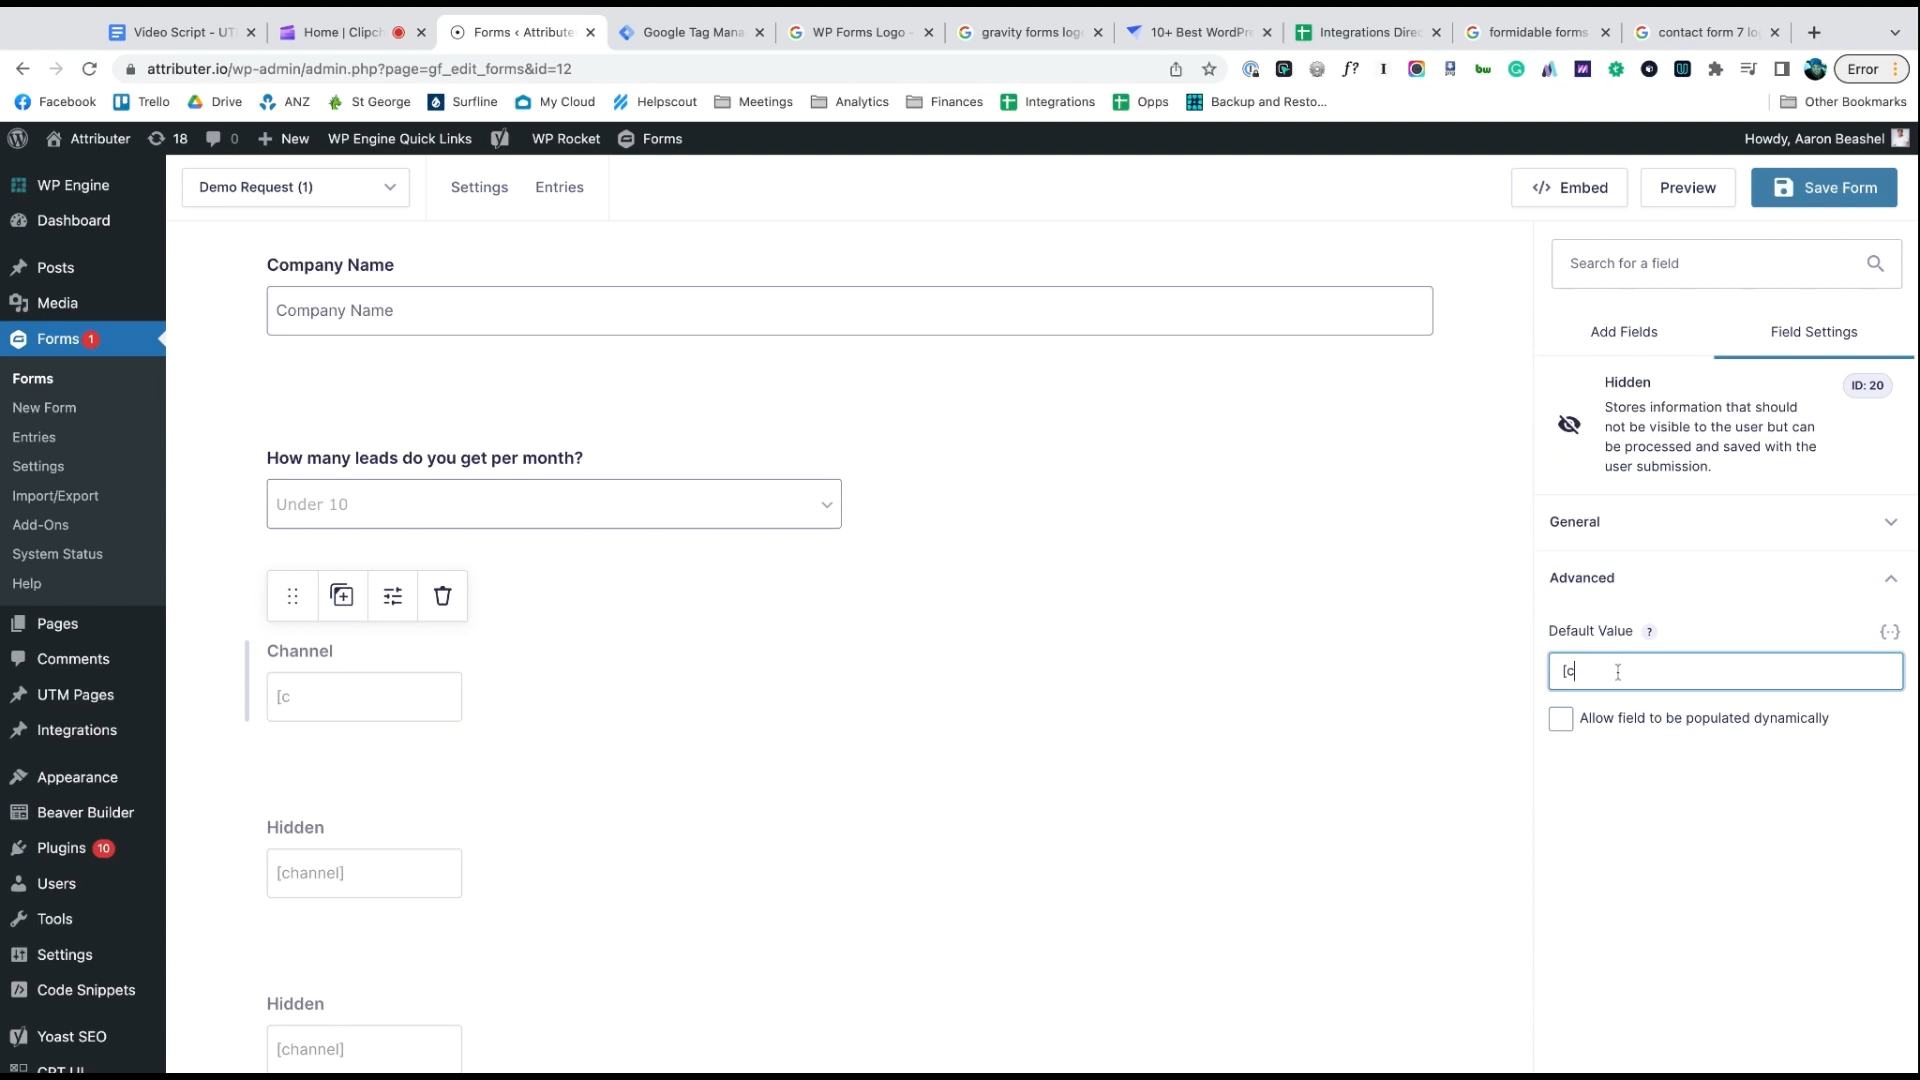 Video Script - UT
Home | Clipch
Forms ‹ Attribute
Google Tag Mana
WP Forms Logo -
gravity forms log
10+ Best WordPr
Integrations Direc
formidable forms
contact form 7 lo
attributer.io/wp-admin/admin.php?page=gf_edit_forms&id=12
Error
Facebook
Trello
Drive
ANZ
St George
Surfline
My Cloud
Helpscout
Meetings
Analytics
Finances
Integrations
Opps
Backup and Resto...
Other Bookmarks
Attributer
18
0
New
WP Engine Quick Links
WP Rocket
Forms
Howdy, Aaron Beashel
WP Engine
Dashboard
Posts
Media
Forms 1
Forms
New Form
Entries
Settings
Import/Export
Add-Ons
System Status
Help
Pages
Comments
UTM Pages
Integrations
Appearance
Beaver Builder
Plugins 10
Users
Tools
Settings
Code Snippets
Yoast SEO
CPT UI
Demo Request (1)
Settings
Entries
Embed
Preview
Save Form
Company Name
Company Name
How many leads do you get per month?
Under 10
Channel
[c
Hidden
[channel]
Hidden
[channel]
Search for a field
Add Fields
Field Settings
Hidden
ID: 20
Stores information that should
not be visible to the user but can
be processed and saved with the
user submission.
General
Advanced
Default Value ?
[c
Allow field to be populated dynamically